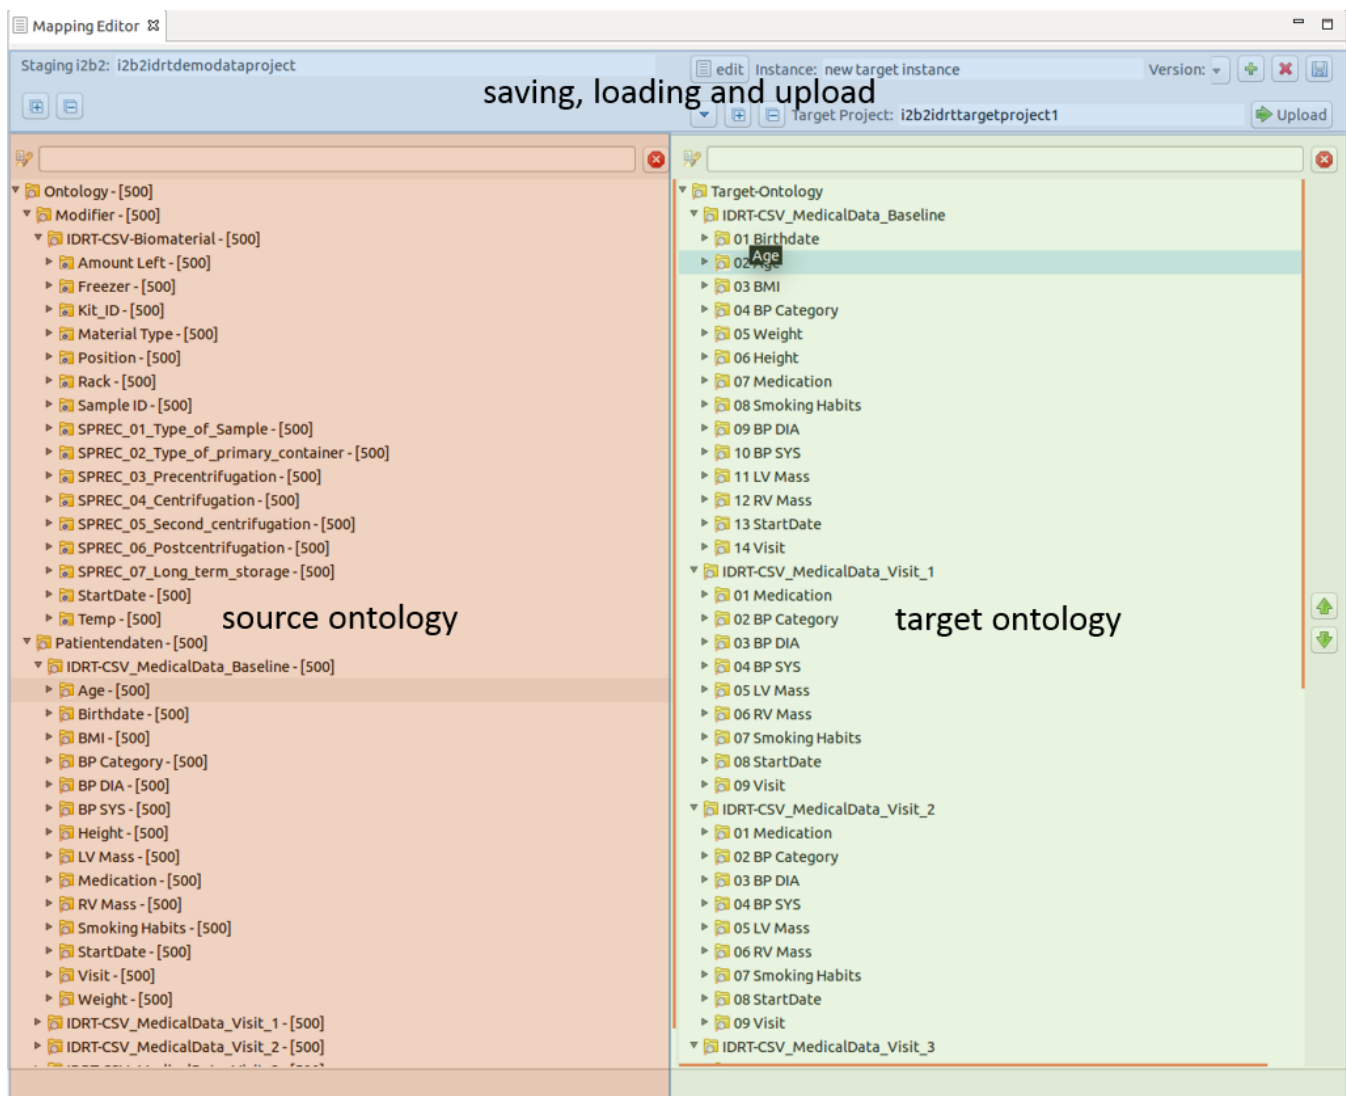 Mapping Editor
Staging i2b2: i2b2idrtdemodataproject
edit Instance: new target instance Version:
saving, loading and upload
Target Project: i2b2idrttargetproject1 Upload
Ontology - [500]
Modifier - [500]
IDRT-CSV-Biomaterial - [500]
Amount Left - [500]
Freezer - [500]
Kit_ID - [500]
Material Type - [500]
Position - [500]
Rack - [500]
Sample ID - [500]
SPREC_01_Type_of_Sample - [500]
SPREC_02_Type_of_primary_container - [500]
SPREC_03_Precentrifugation - [500]
SPREC_04_Centrifugation - [500]
SPREC_05_Second_centrifugation - [500]
SPREC_06_Postcentrifugation - [500]
SPREC_07_Long_term_storage - [500]
StartDate - [500]
Temp - [500]
source ontology
Patientendaten - [500]
IDRT-CSV_MedicalData_Baseline - [500]
Age - [500]
Birthdate - [500]
BMI - [500]
BP Category - [500]
BP DIA - [500]
BP SYS - [500]
Height - [500]
LV Mass - [500]
Medication - [500]
RV Mass - [500]
Smoking Habits - [500]
StartDate - [500]
Visit - [500]
Weight - [500]
IDRT-CSV_MedicalData_Visit_1 - [500]
IDRT-CSV_MedicalData_Visit_2 - [500]
Target-Ontology
IDRT-CSV_MedicalData_Baseline
01 Birthdate
Age
02 Age
03 BMI
04 BP Category
05 Weight
06 Height
07 Medication
08 Smoking Habits
09 BP DIA
10 BP SYS
11 LV Mass
12 RV Mass
13 StartDate
14 Visit
IDRT-CSV_MedicalData_Visit_1
01 Medication
02 BP Category
target ontology
03 BP DIA
04 BP SYS
05 LV Mass
06 RV Mass
07 Smoking Habits
08 StartDate
09 Visit
IDRT-CSV_MedicalData_Visit_2
01 Medication
02 BP Category
03 BP DIA
04 BP SYS
05 LV Mass
06 RV Mass
07 Smoking Habits
08 StartDate
09 Visit
IDRT-CSV_MedicalData_Visit_3